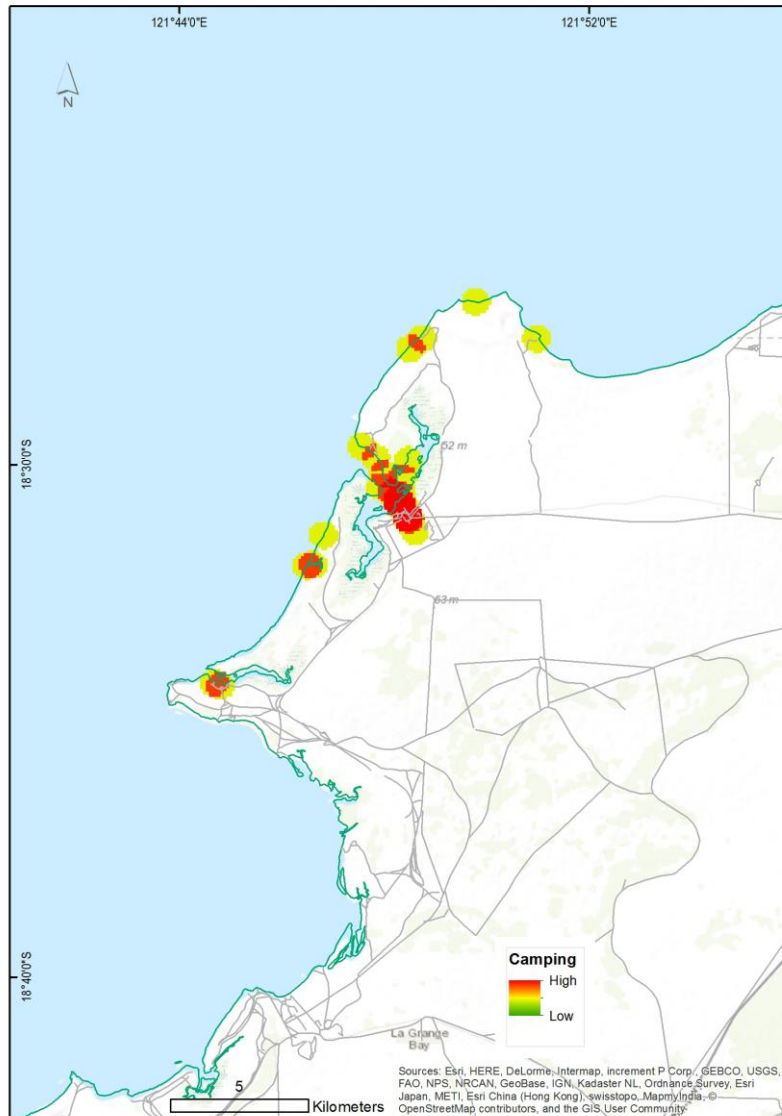 121°44'0"E
121°52'0"E
N
18°30'0"S
52 m
53 m
18°40'0"S
Camping
High
Low
La Grange
Bay
5
Kilometers
Sources: Esri, HERE, DeLorme, Intermap, increment P Corp., GEBCO, USGS,
FAO, NPS, NRCAN, GeoBase, IGN, Kadaster NL, Ordnance Survey, Esri
Japan, METI, Esri China (Hong Kong), swisstopo, MapmyIndia, ©
OpenStreetMap contributors, and the GIS User Community